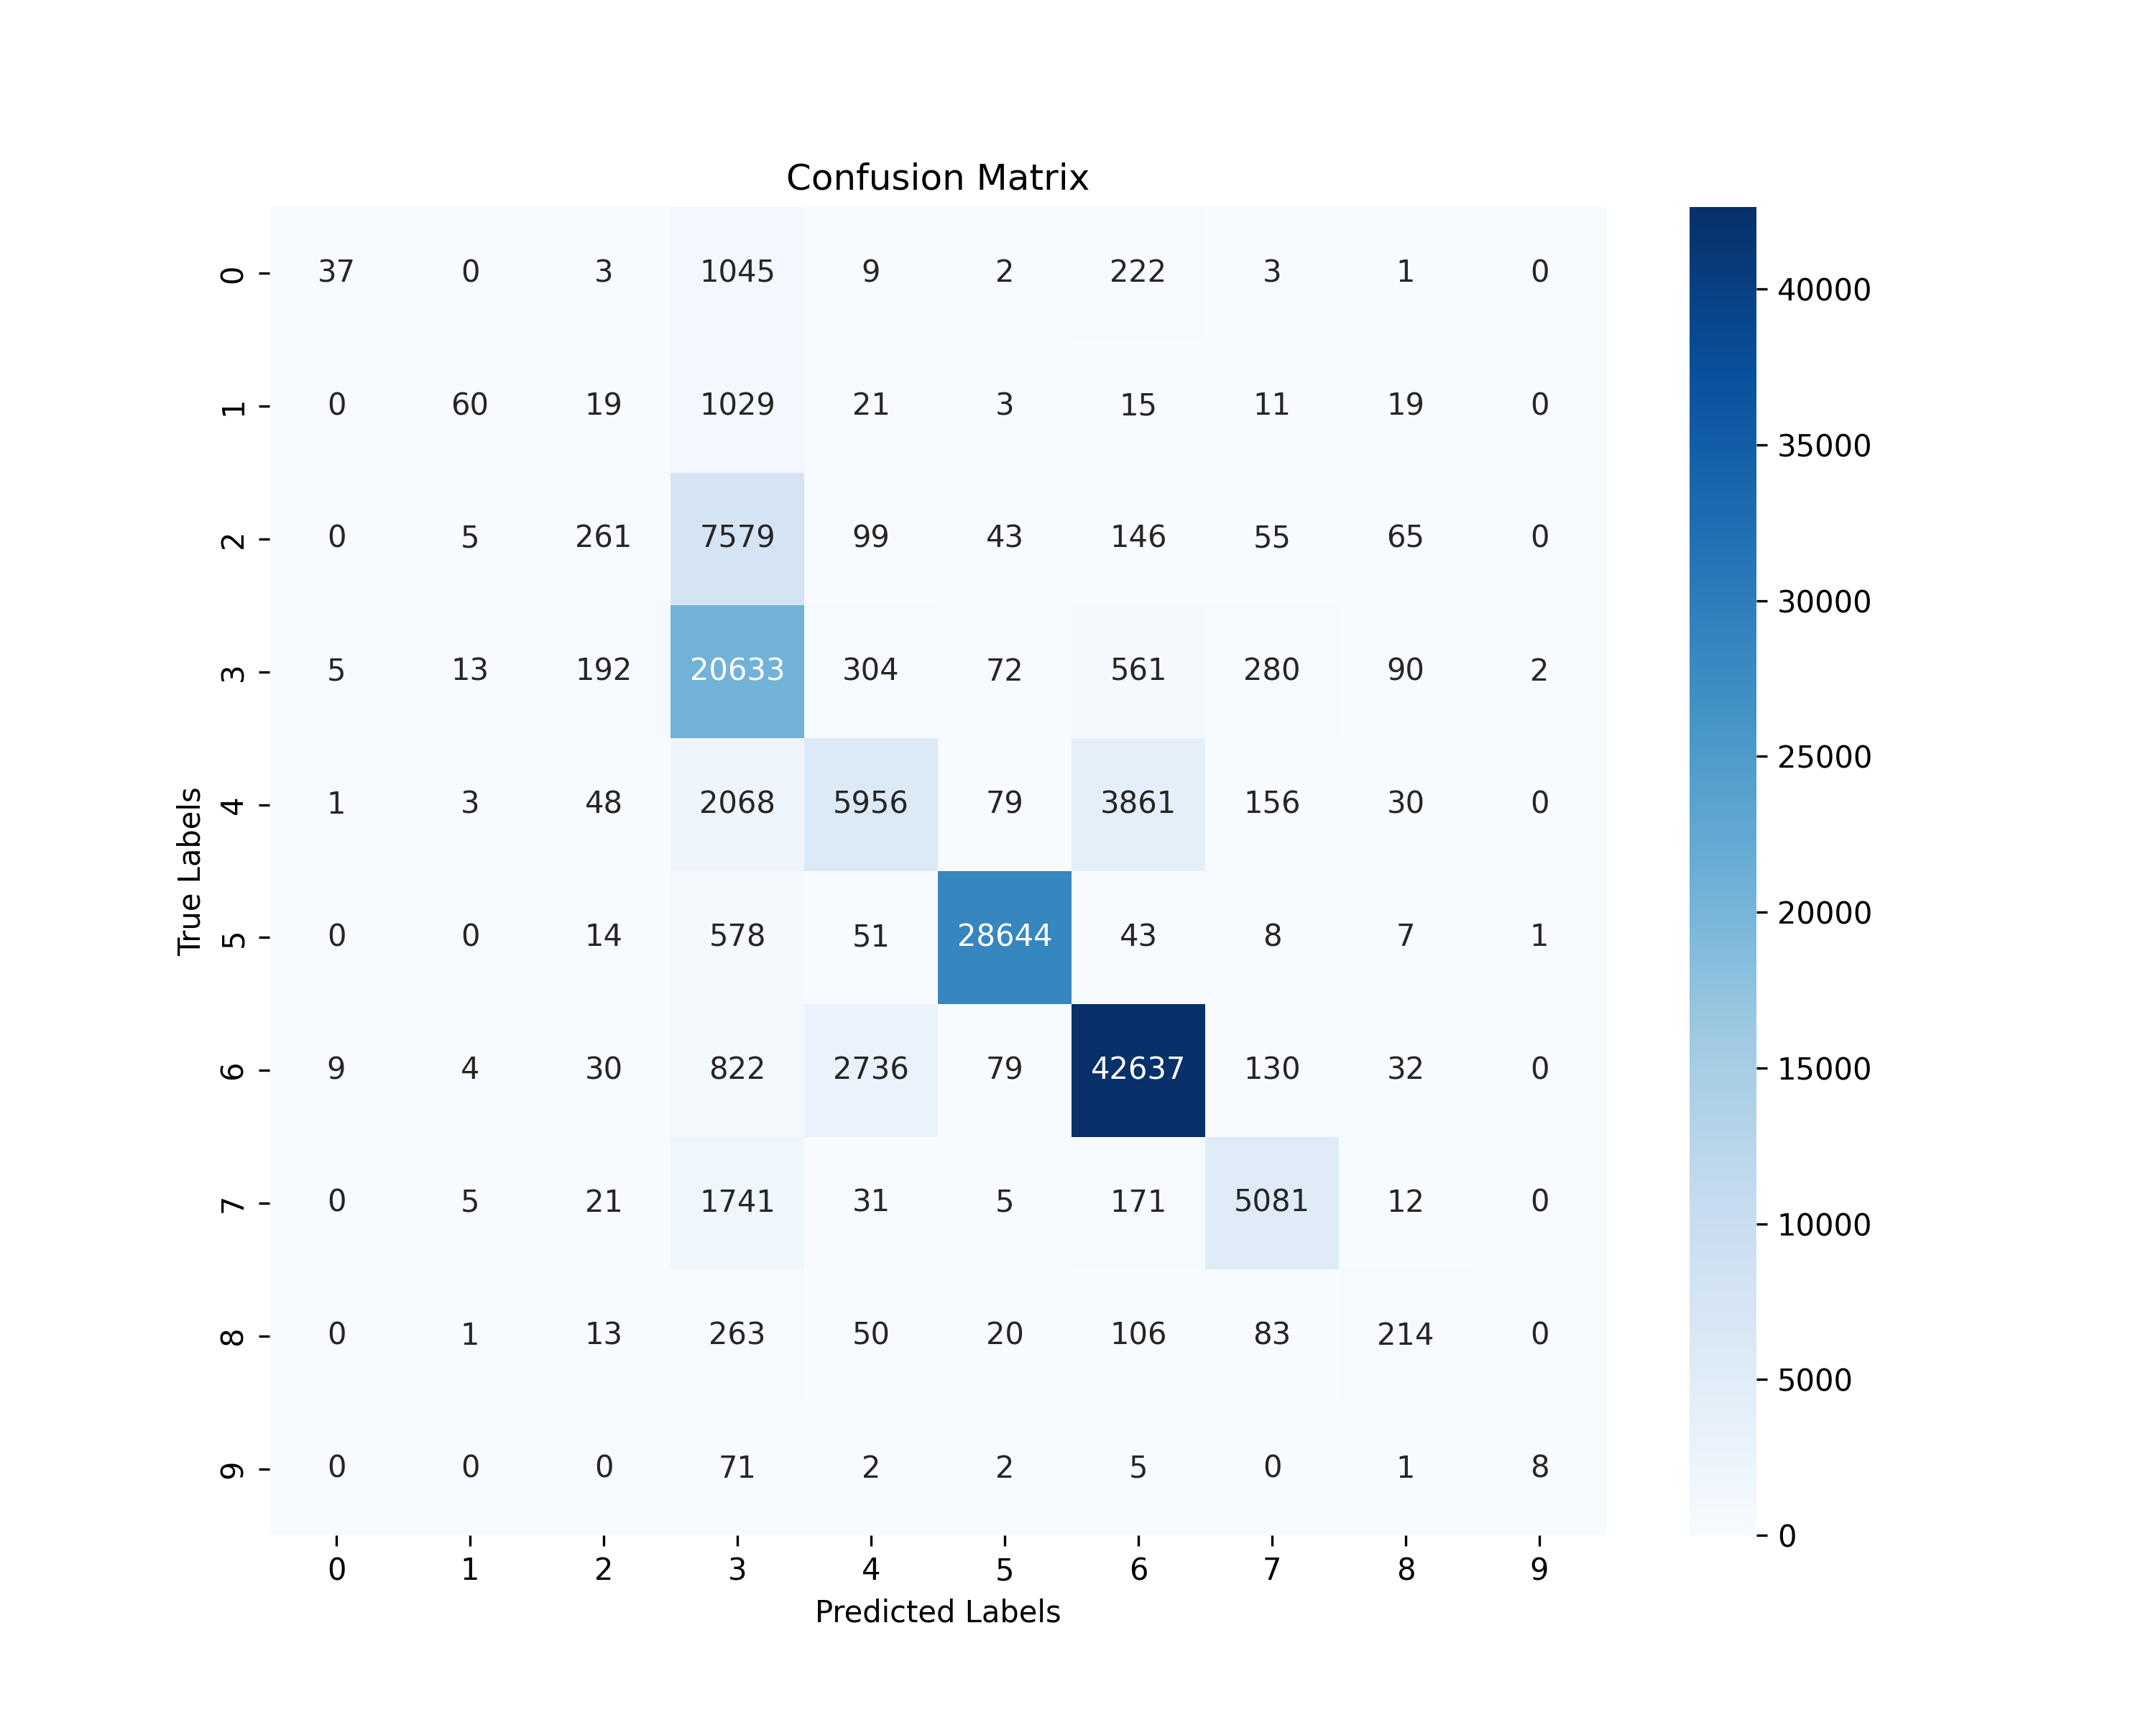 Confusion Matrix
0 37 0 3 1045 9 2 222 3 1 0
1 0 60 19 1029 21 3 15 11 19 0
2 0 5 261 7579 99 43 146 55 65 0
3 5 13 192 20633 304 72 561 280 90 2
4 1 3 48 2068 5956 79 3861 156 30 0
5 0 0 14 578 51 28644 43 8 7 1
6 9 4 30 822 2736 79 42637 130 32 0
7 0 5 21 1741 31 5 171 5081 12 0
8 0 1 13 263 50 20 106 83 214 0
9 0 0 0 71 2 2 5 0 1 8
0 1 2 3 4 5 6 7 8 9
Predicted Labels
True Labels
40000
35000
30000
25000
20000
15000
10000
5000
0